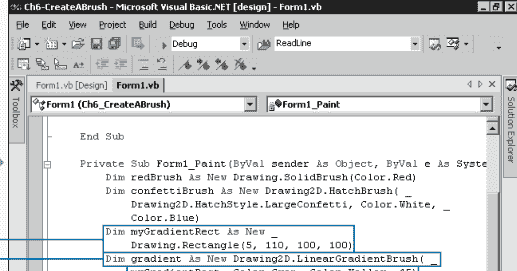 Ch6-CreateABrush - Microsoft Visual Basic.NET [design] - Form1.vb
File Edit View Project Build Debug Tools Window Help
Debug ReadLine
Form1.vb [Design] Form1.vb
Form1 (Ch6_CreateABrush) Form1_Paint
Toolbox
Solution Explorer
End Sub
Private Sub Form1_Paint(ByVal sender As Object, ByVal e As Syste
Dim redBrush As New Drawing.SolidBrush(Color.Red)
Dim confettiBrush As New Drawing2D.HatchBrush( _
Drawing2D.HatchStyle.LargeConfetti, Color.White, _
Color.Blue)
Dim myGradientRect As New _
Drawing.Rectangle(5, 110, 100, 100)
Dim gradient As New Drawing2D.LinearGradientBrush( _